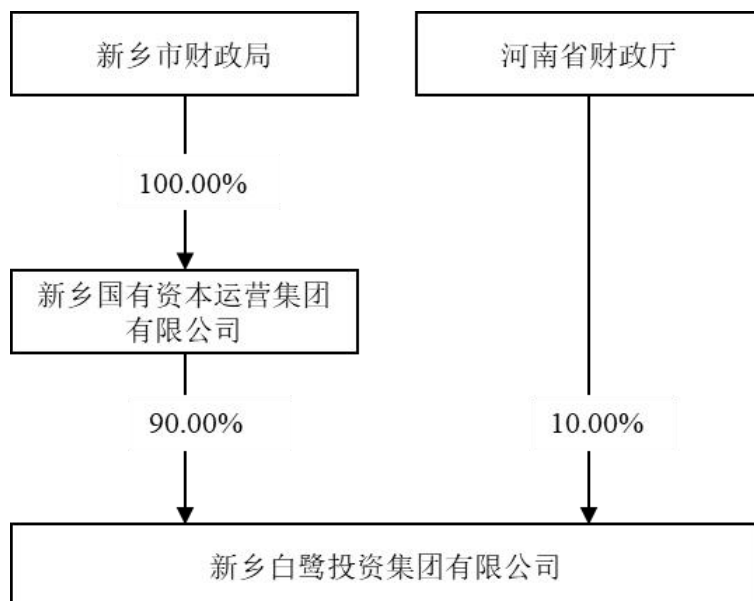 新乡市财政局
河南省财政厅
100.00%
新乡国有资本运营集团
有限公司
90.00%
10.00%
新乡白鹭投资集团有限公司